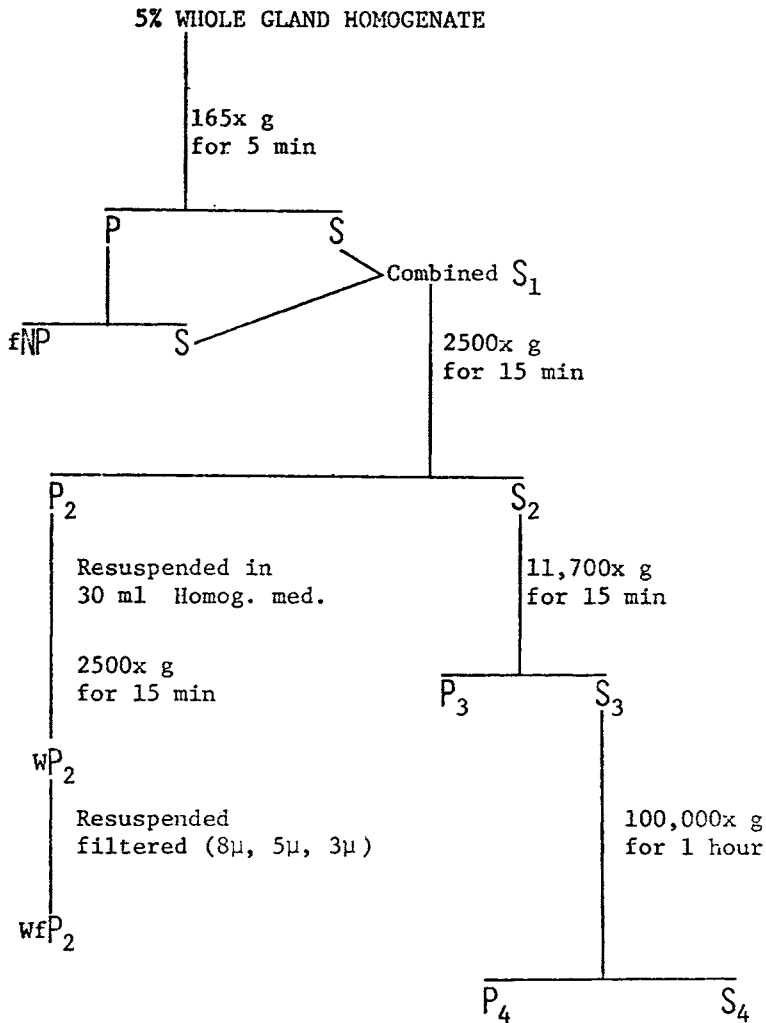 5% WHOLE GLAND HOMOGENATE
165x g
for 5 min
P
S
Combined S₁
fNP
S
2500x g
for 15 min
P₂
S₂
Resuspended in
30 ml Homog. med.
11,700x g
for 15 min
2500x g
for 15 min
P₃
S₃
WP₂
Resuspended
filtered (8μ, 5μ, 3μ)
100,000x g
for 1 hour
WfP₂
P₄
S₄